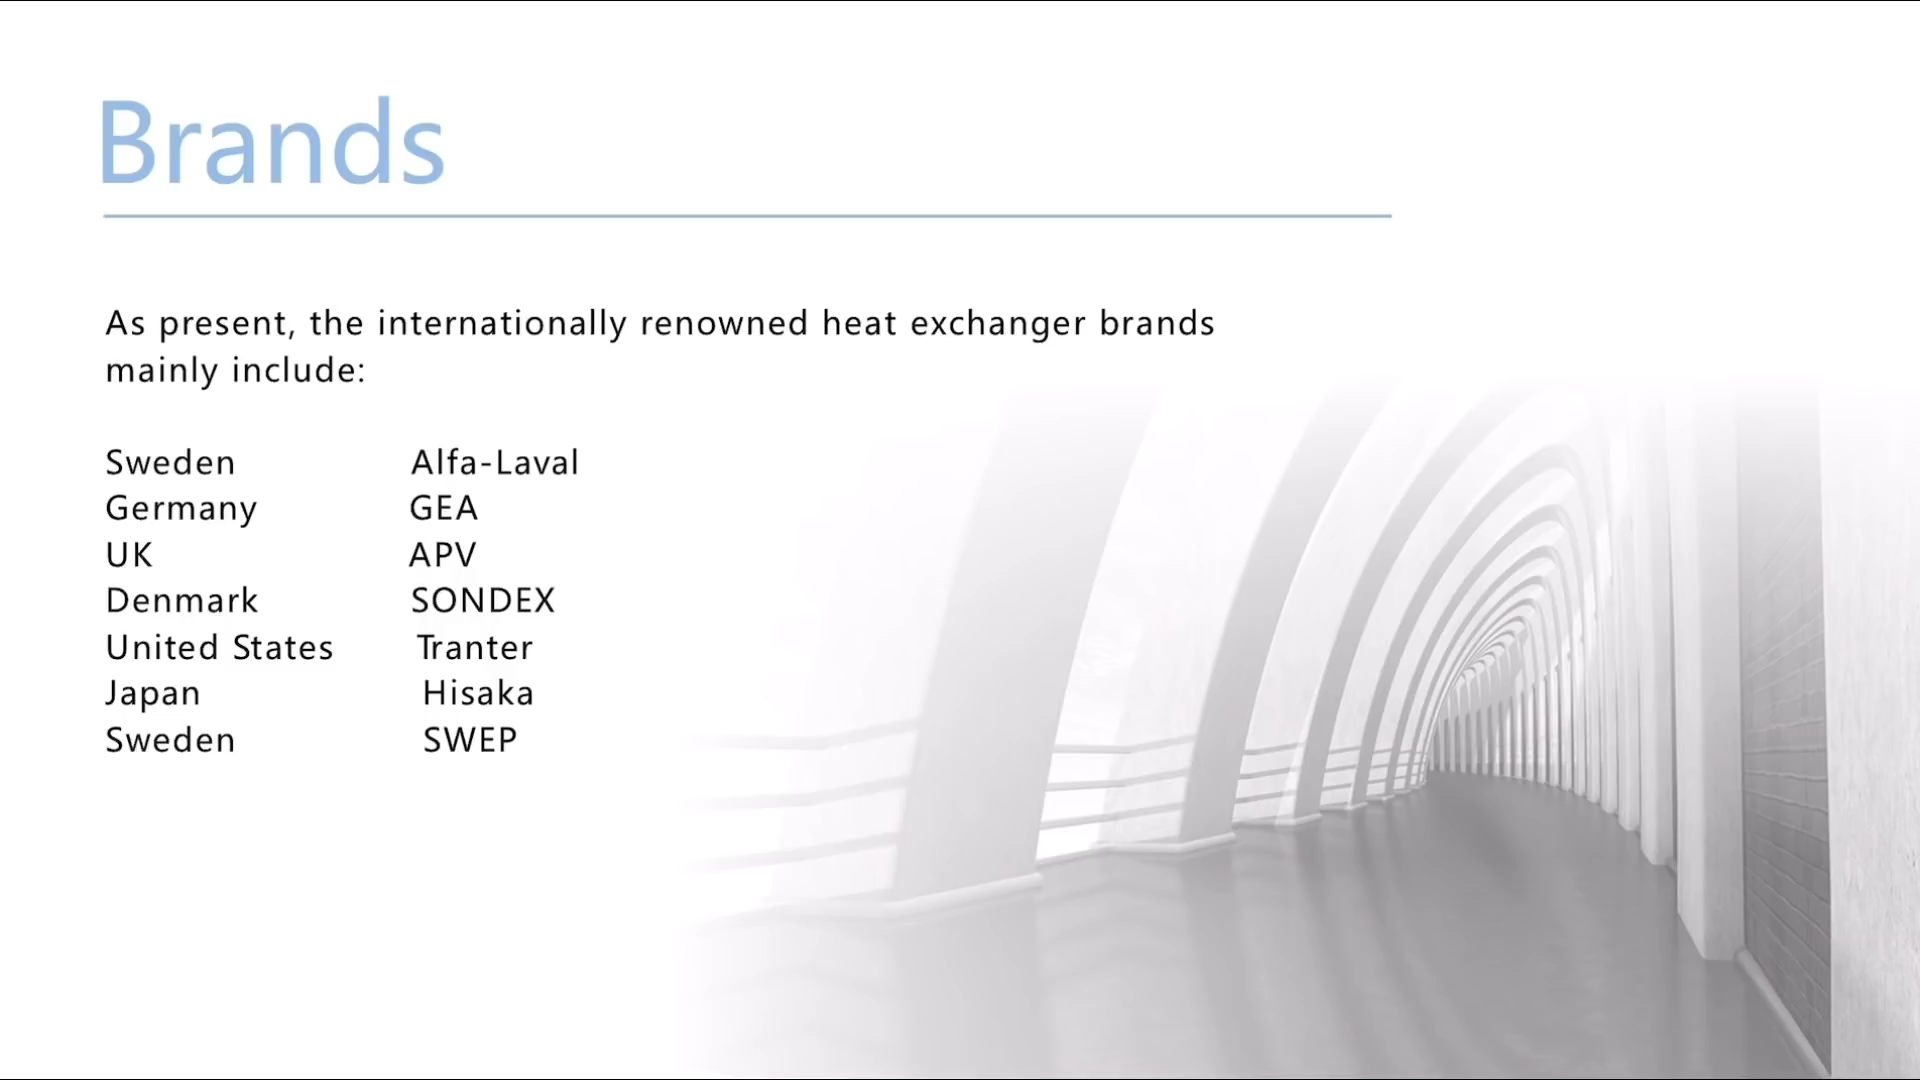 Brands
As present, the internationally renowned heat exchanger brands
mainly include:
Sweden Alfa-Laval
Germany GEA
UK APV
Denmark SONDEX
United States Tranter
Japan Hisaka
Sweden SWEP